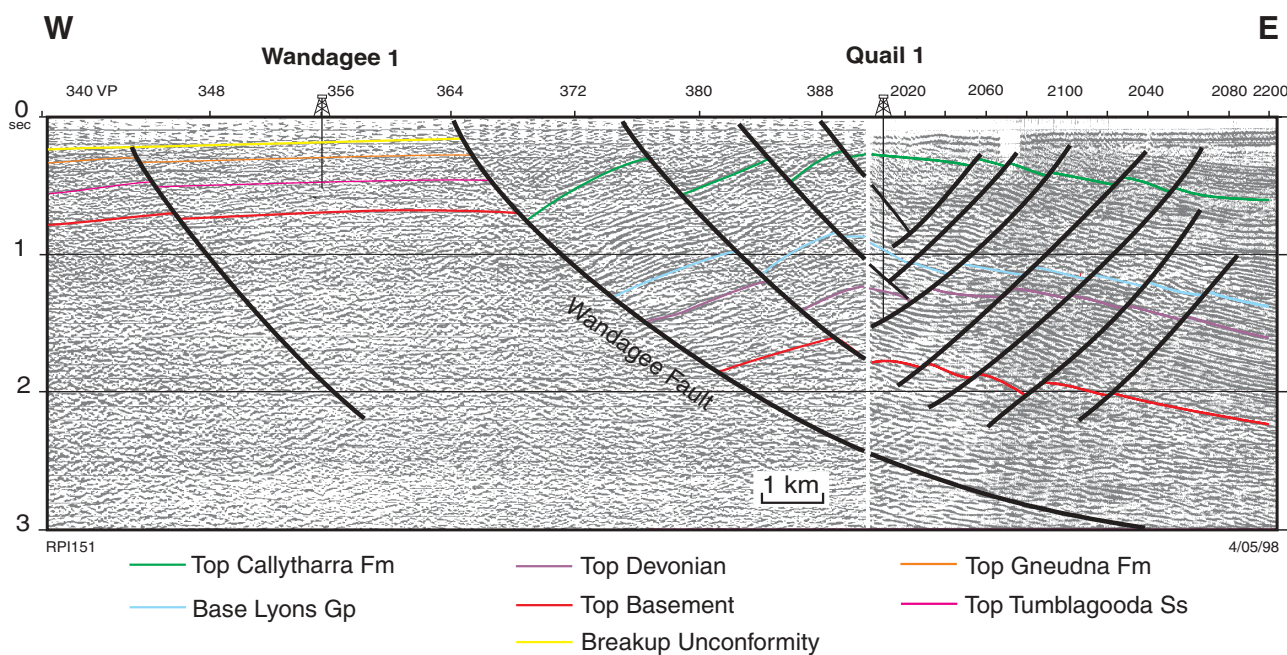 W E
Wandagee 1 Quail 1
340 VP 348 356 364 372 380 388 2020 2060 2100 2040 2080 2200
0
sec
1
2
3
Wandagee Fault
1 km
RPI151 4/05/98
Top Callytharra Fm Top Devonian Top Gneudna Fm
Base Lyons Gp Top Basement Top Tumblagooda Ss
Breakup Unconformity